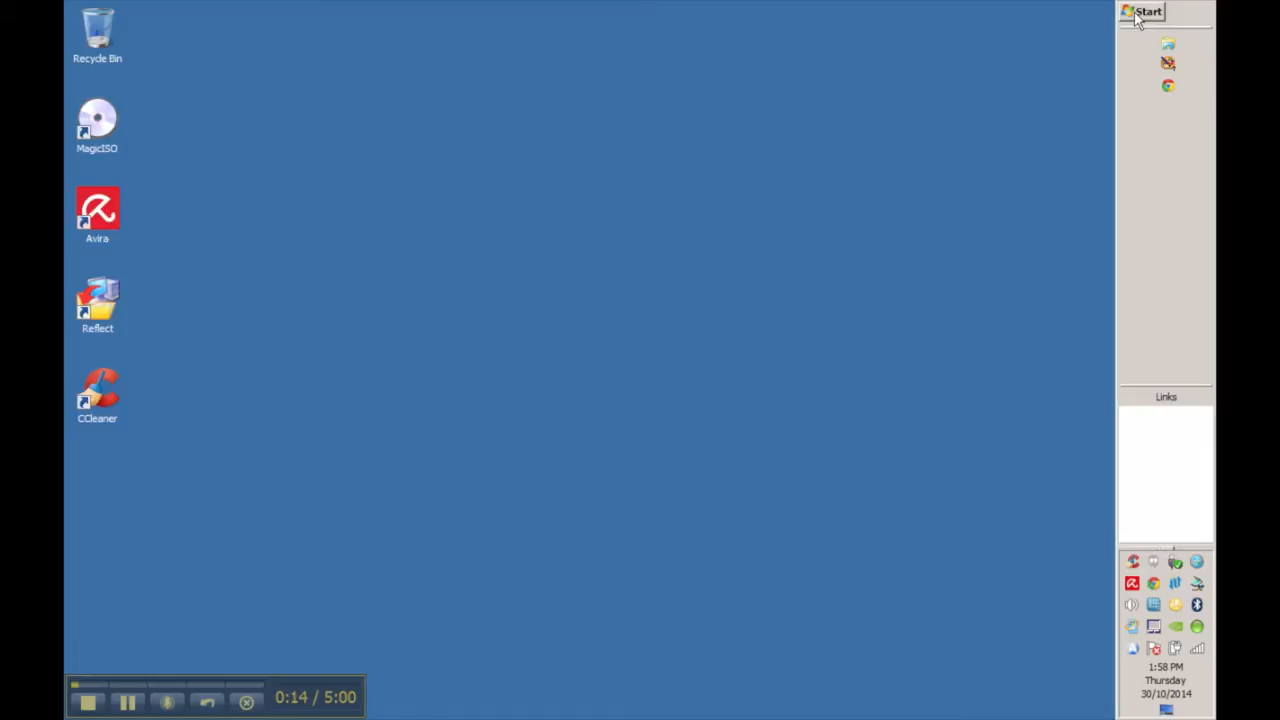 Recycle Bin
MagicISO
Avira
Reflect
CCleaner
Start
Links
1:58 PM
Thursday
30/10/2014
0:14 / 5:00